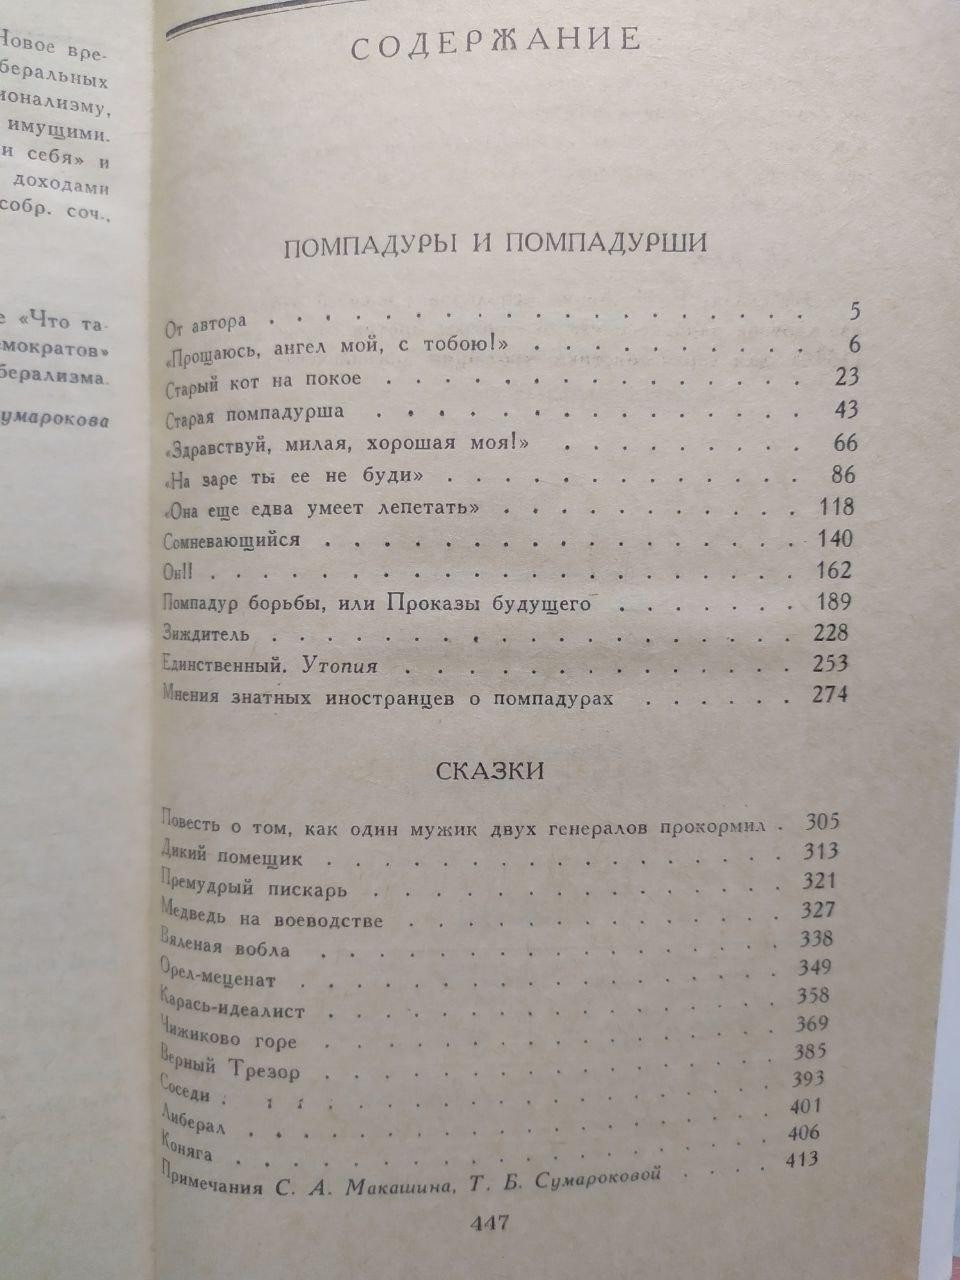 Новое вре-
беральных
ионализму,
имущими.
и себя» и
доходами
собр. соч.,
е «Что та-
емократов»
берализма.
умарокова
СОДЕРЖАНИЕ
ПОМПАДУРЫ И ПОМПАДУРШИ
От автора . . . . . . . . . . . . . . . . . . . 5
«Прощаюсь, ангел мой, с тобою!» . . . . . . . . . . 6
Старый кот на покое . . . . . . . . . . . . . . . 23
Старая помпадурша . . . . . . . . . . . . . . . 43
«Здравствуй, милая, хорошая моя!» . . . . . . . . . 66
«На заре ты ее не буди» . . . . . . . . . . . . . 86
«Она еще едва умеет лепетать» . . . . . . . . . . . 118
Сомневающийся . . . . . . . . . . . . . . . . . 140
Он!! . . . . . . . . . . . . . . . . . . . . . 162
Помпадур борьбы, или Проказы будущего . . . . . . . 189
Зиждитель . . . . . . . . . . . . . . . . . . . 228
Единственный. Утопия . . . . . . . . . . . . . . 253
Мнения знатных иностранцев о помпадурах . . . . . . 274
СКАЗКИ
Повесть о том, как один мужик двух генералов прокормил . 305
Дикий помещик . . . . . . . . . . . . . . . . . 313
Премудрый пискарь . . . . . . . . . . . . . . . 321
Медведь на воеводстве . . . . . . . . . . . . . . 327
Вяленая вобла . . . . . . . . . . . . . . . . . 338
Орел-меценат . . . . . . . . . . . . . . . . . . 349
Карась-идеалист . . . . . . . . . . . . . . . . . 358
Чижиково горе . . . . . . . . . . . . . . . . . 369
Верный Трезор . . . . . . . . . . . . . . . . . 385
Соседи . . . . . . . . . . . . . . . . . . . . 393
Либерал . . . . . . . . . . . . . . . . . . . . 401
Коняга . . . . . . . . . . . . . . . . . . . . 406
Примечания С. А. Макашина, Т. Б. Сумароковой . . . . 413
447